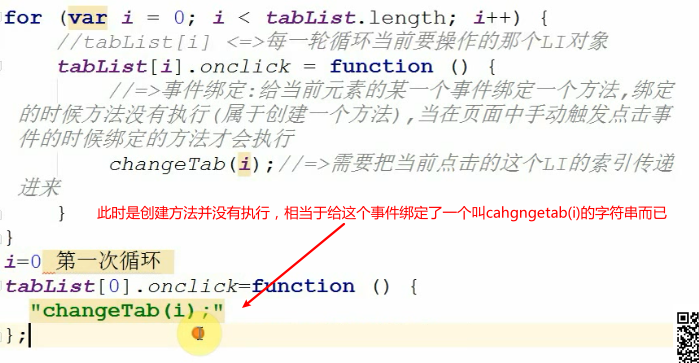 for (var i = 0; i < tabList.length; i++) {
//tabList[i] <=>每一轮循环当前要操作的那个LI对象
tabList[i].onclick = function () {
//=>事件绑定:给当前元素的某一个事件绑定一个方法,绑定
的时候方法没有执行(属于创建一个方法),当在页面中手动触发点击事
件的时候绑定的方法才会执行
changeTab(i);//=>需要把当前点击的这个LI的索引传递
进来
}
此时是创建方法并没有执行，相当于给这个事件绑定了一个叫cahgngetab(i)的字符串而已
}
i=0 第一次循环
tabList[0].onclick=function () {
"changeTab(i);"
};